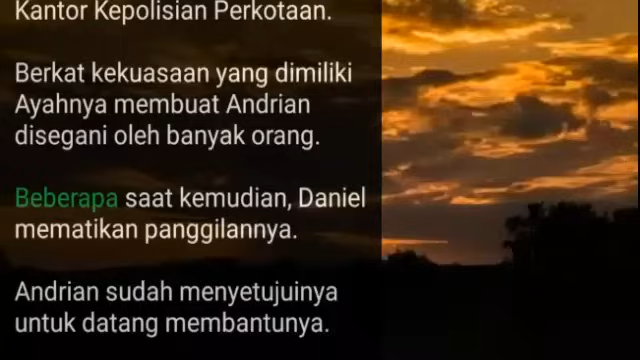 Kantor Kepolisian Perkotaan.
Berkat kekuasaan yang dimiliki
Ayahnya membuat Andrian
disegani oleh banyak orang.
Beberapa saat kemudian, Daniel
mematikan panggilannya.
Andrian sudah menyetujuinya
untuk datang membantunya.